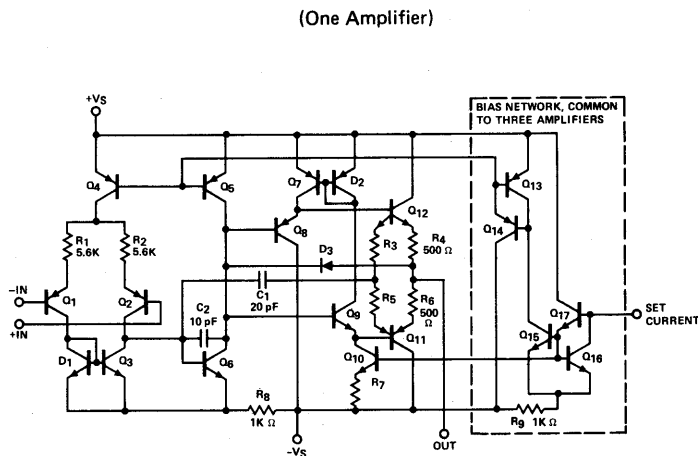 (One Amplifier)
+VS
BIAS NETWORK, COMMON
TO THREE AMPLIFIERS
Q4
Q5
Q7
D2
Q13
Q8
Q12
Q14
R1
5.6K
R2
5.6K
D3
R3
R4
500 Ω
−IN
Q1
Q2
C1
20 pF
R5
R6
500
Ω
+IN
C2
10 pF
Q9
Q11
Q17
SET
CURRENT
Q15
Q16
D1
Q3
Q6
Q10
R7
R8
1K Ω
R9
1K Ω
−VS
OUT